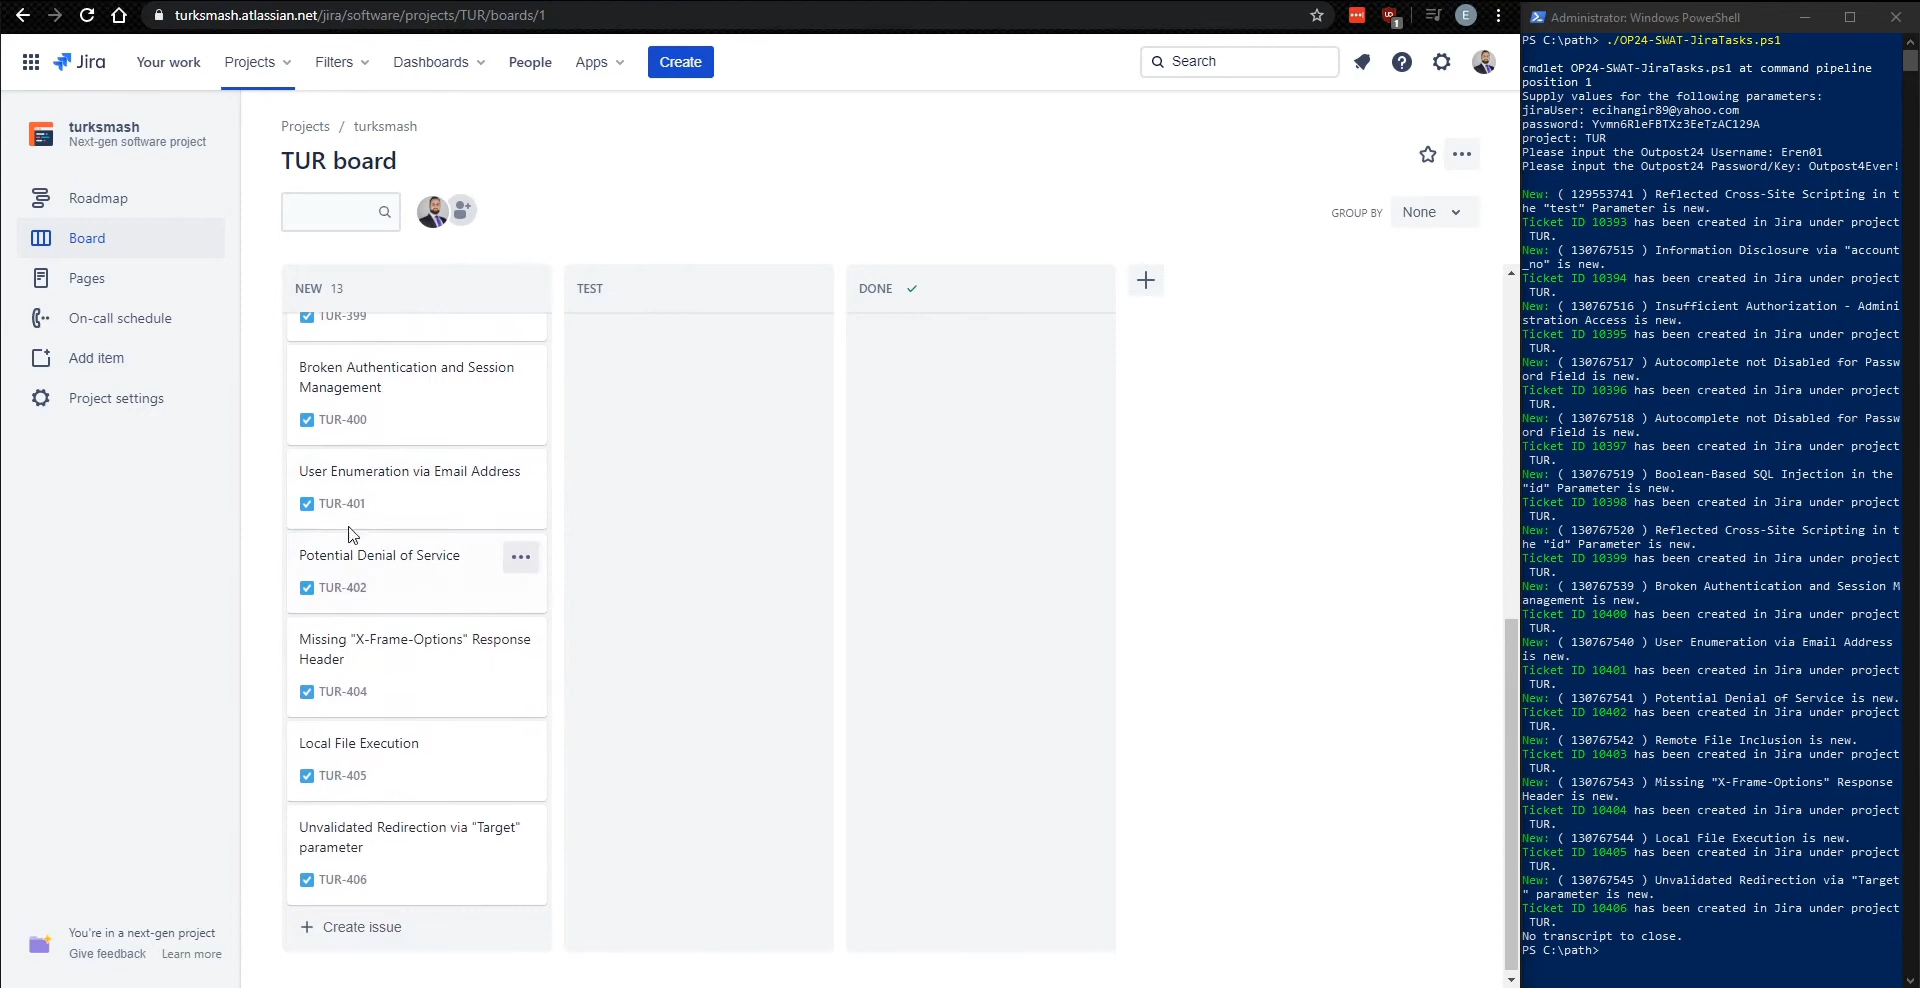 turksmash.atlassian.net/jira/software/projects/TUR/boards/1
E
1
Jira
Your work
Projects
Filters
Dashboards
People
Apps
Create
Search
turksmash
Next-gen software project
Roadmap
Board
Pages
On-call schedule
Add item
Project settings
You're in a next-gen project
Give feedback
Learn more
Projects / turksmash
TUR board
GROUP BY
None
NEW 13
TUR-399
Broken Authentication and Session
Management
TUR-400
User Enumeration via Email Address
TUR-401
Potential Denial of Service
TUR-402
Missing "X-Frame-Options" Response
Header
TUR-404
Local File Execution
TUR-405
Unvalidated Redirection via "Target"
parameter
TUR-406
+ Create issue
TEST
DONE
Administrator: Windows PowerShell
PS C:\path> ./OP24-SWAT-JiraTasks.ps1
cmdlet OP24-SWAT-JiraTasks.ps1 at command pipeline
position 1
Supply values for the following parameters:
jiraUser: ecihangir89@yahoo.com
password: Yvmn6RleFBTXz3EeTzAC129A
project: TUR
Please input the Outpost24 Username: Eren01
Please input the Outpost24 Password/Key: Outpost4Ever!
New: ( 129553741 ) Reflected Cross-Site Scripting in t
he "test" Parameter is new.
Ticket ID 10393 has been created in Jira under project
TUR.
New: ( 130767515 ) Information Disclosure via "account
_no" is new.
Ticket ID 10394 has been created in Jira under project
TUR.
New: ( 130767516 ) Insufficient Authorization - Admini
stration Access is new.
Ticket ID 10395 has been created in Jira under project
TUR.
New: ( 130767517 ) Autocomplete not Disabled for Passw
ord Field is new.
Ticket ID 10396 has been created in Jira under project
TUR.
New: ( 130767518 ) Autocomplete not Disabled for Passw
ord Field is new.
Ticket ID 10397 has been created in Jira under project
TUR.
New: ( 130767519 ) Boolean-Based SQL Injection in the
"id" Parameter is new.
Ticket ID 10398 has been created in Jira under project
TUR.
New: ( 130767520 ) Reflected Cross-Site Scripting in t
he "id" Parameter is new.
Ticket ID 10399 has been created in Jira under project
TUR.
New: ( 130767539 ) Broken Authentication and Session M
anagement is new.
Ticket ID 10400 has been created in Jira under project
TUR.
New: ( 130767540 ) User Enumeration via Email Address
is new.
Ticket ID 10401 has been created in Jira under project
TUR.
New: ( 130767541 ) Potential Denial of Service is new.
Ticket ID 10402 has been created in Jira under project
TUR.
New: ( 130767542 ) Remote File Inclusion is new.
Ticket ID 10403 has been created in Jira under project
TUR.
New: ( 130767543 ) Missing "X-Frame-Options" Response
Header is new.
Ticket ID 10404 has been created in Jira under project
TUR.
New: ( 130767544 ) Local File Execution is new.
Ticket ID 10405 has been created in Jira under project
TUR.
New: ( 130767545 ) Unvalidated Redirection via "Target
" parameter is new.
Ticket ID 10406 has been created in Jira under project
TUR.
No transcript to close.
PS C:\path>